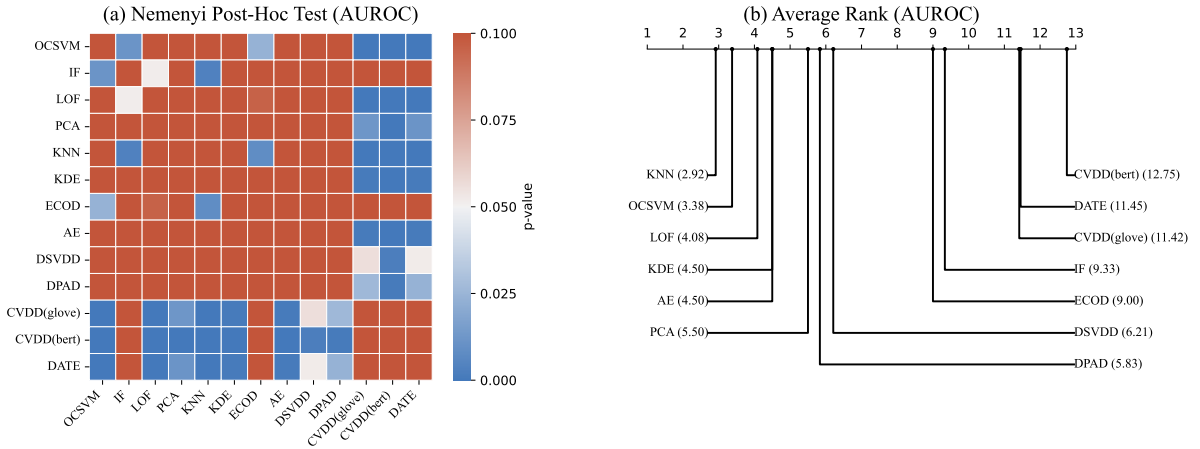 (a) Nemenyi Post-Hoc Test (AUROC)
OCSVM
IF
LOF
PCA
KNN
KDE
ECOD
AE
DSVDD
DPAD
CVDD(glove)
CVDD(bert)
DATE
OCSVM
IF
LOF
PCA
KNN
KDE
ECOD
AE
DSVDD
DPAD
CVDD(glove)
CVDD(bert)
DATE
0.100
0.075
0.050
0.025
0.000
p-value
(b) Average Rank (AUROC)
1 2 3 4 5 6 7 8 9 10 11 12 13
KNN (2.92)
OCSVM (3.38)
LOF (4.08)
KDE (4.50)
AE (4.50)
PCA (5.50)
CVDD(bert) (12.75)
DATE (11.45)
CVDD(glove) (11.42)
IF (9.33)
ECOD (9.00)
DSVDD (6.21)
DPAD (5.83)